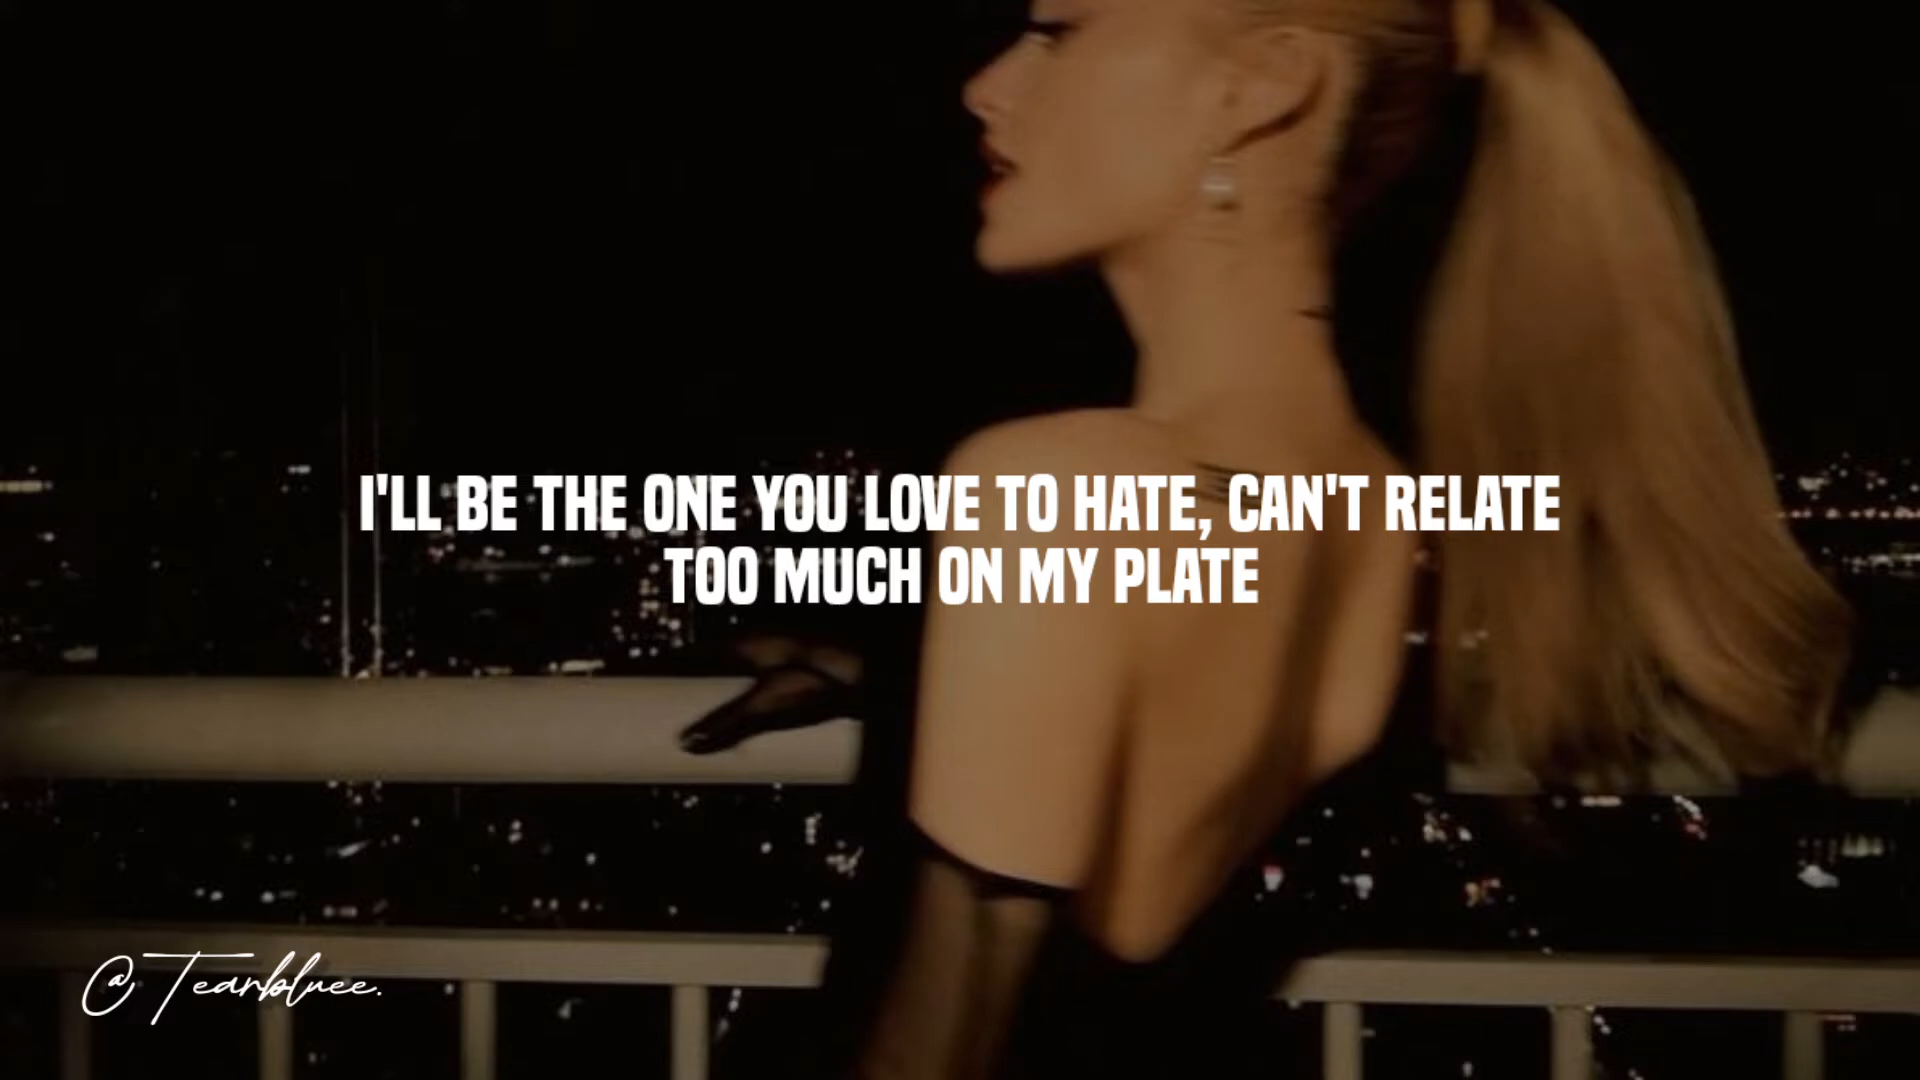 I'LL BE THE ONE YOU LOVE TO HATE, CAN'T RELATE
TOO MUCH ON MY PLATE
@Tearbluee.